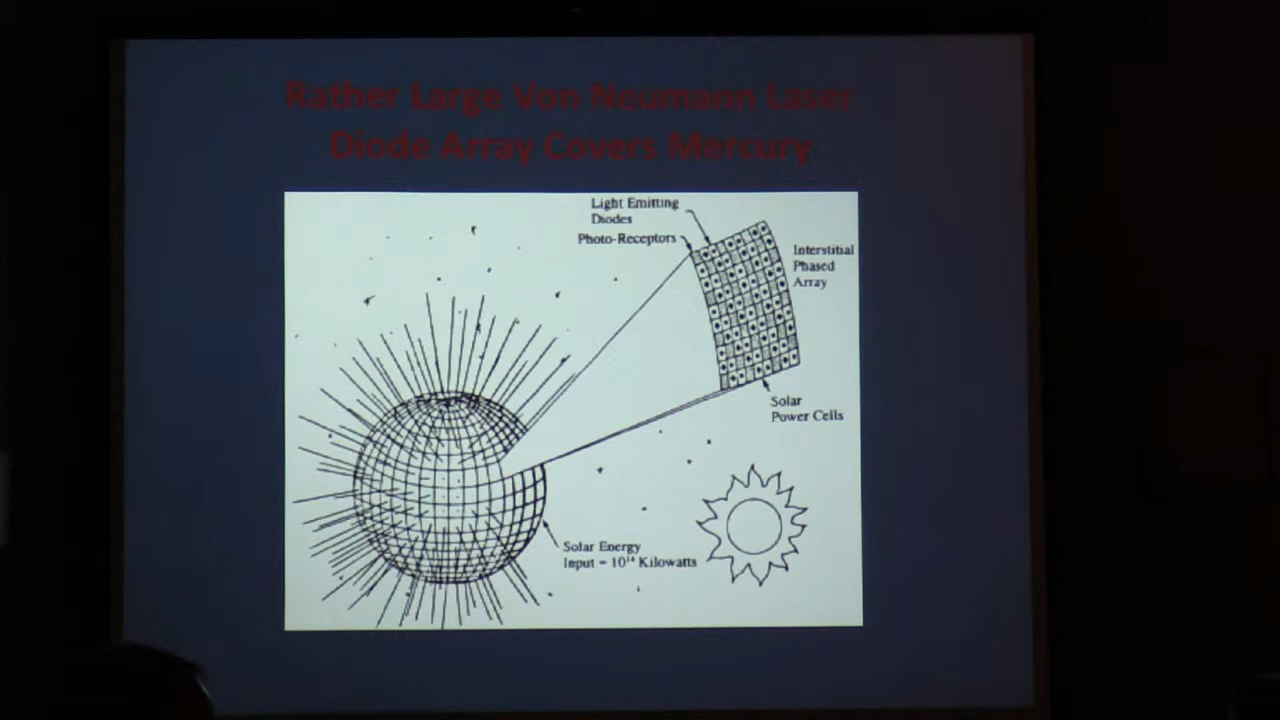 Rather Large Von Neumann Laser
Diode Array Covers Mercury
Light Emitting
Diodes
Photo-Receptors
Interstitial
Phased
Array
Solar
Power Cells
Solar Energy
Input = 10¹⁴ Kilowatts